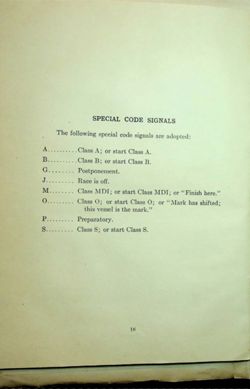 SPECIAL CODE SIGNALS
The following special code signals are adopted:
A.........Class A; or start Class A.
B.........Class B; or start Class B.
G.........Postponement.
J.........Race is off.
M.........Class MDI; or start Class MDI; or "Finish here."
O.........Class O; or start Class O; or "Mark has shifted;
this vessel is the mark."
P.........Preparatory.
S.........Class S; or start Class S.